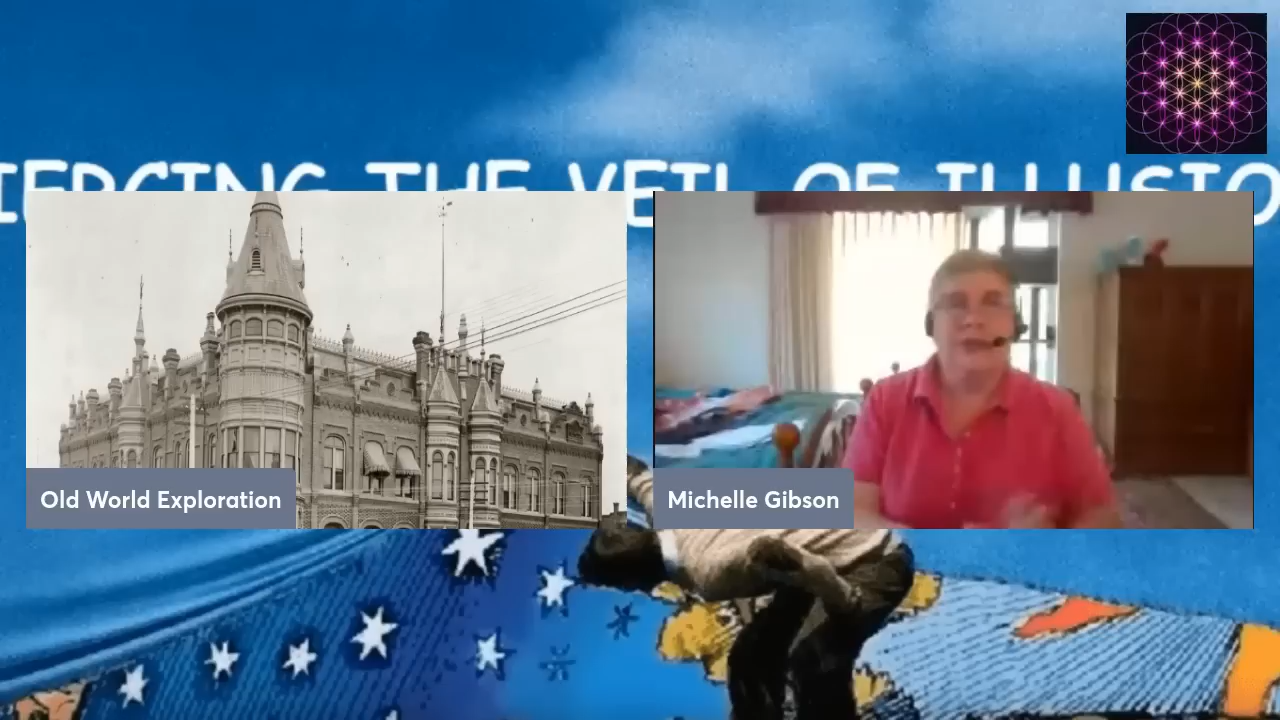 IERCING THE VEIL OF ILLUSIO
Old World Exploration
Michelle Gibson